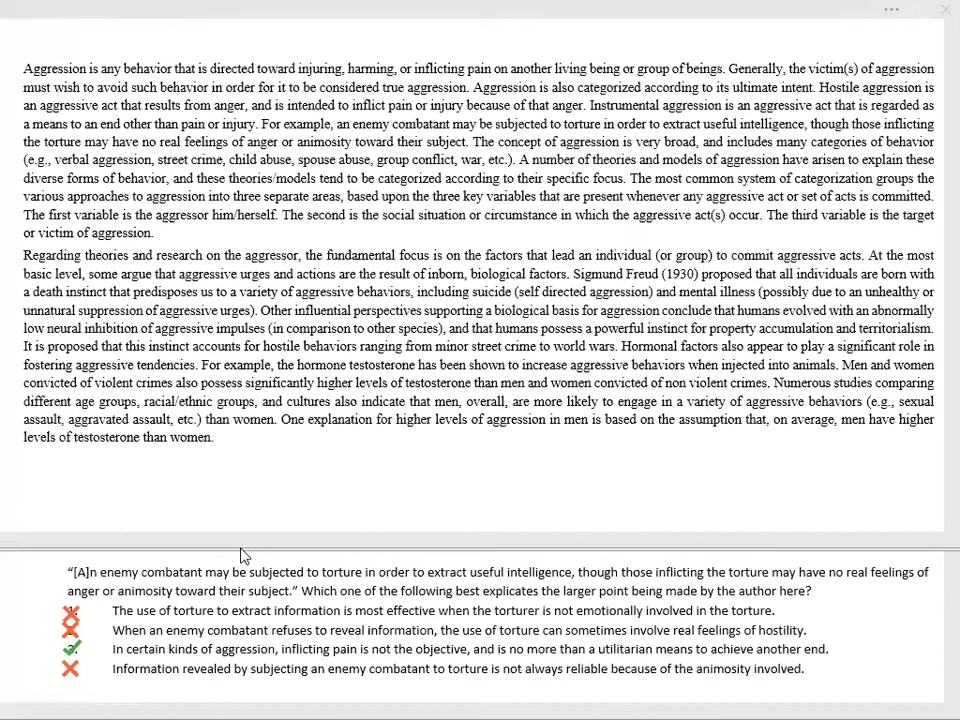 Aggression is any behavior that is directed toward injuring, harming, or inflicting pain on another living being or group of beings. Generally, the victim(s) of aggression
must wish to avoid such behavior in order for it to be considered true aggression. Aggression is also categorized according to its ultimate intent. Hostile aggression is
an aggressive act that results from anger, and is intended to inflict pain or injury because of that anger. Instrumental aggression is an aggressive act that is regarded as
a means to an end other than pain or injury. For example, an enemy combatant may be subjected to torture in order to extract useful intelligence, though those inflicting
the torture may have no real feelings of anger or animosity toward their subject. The concept of aggression is very broad, and includes many categories of behavior
(e.g., verbal aggression, street crime, child abuse, spouse abuse, group conflict, war, etc.). A number of theories and models of aggression have arisen to explain these
diverse forms of behavior, and these theories/models tend to be categorized according to their specific focus. The most common system of categorization groups the
various approaches to aggression into three separate areas, based upon the three key variables that are present whenever any aggressive act or set of acts is committed.
The first variable is the aggressor him/herself. The second is the social situation or circumstance in which the aggressive act(s) occur. The third variable is the target
or victim of aggression.
Regarding theories and research on the aggressor, the fundamental focus is on the factors that lead an individual (or group) to commit aggressive acts. At the most
basic level, some argue that aggressive urges and actions are the result of inborn, biological factors. Sigmund Freud (1930) proposed that all individuals are born with
a death instinct that predisposes us to a variety of aggressive behaviors, including suicide (self directed aggression) and mental illness (possibly due to an unhealthy or
unnatural suppression of aggressive urges). Other influential perspectives supporting a biological basis for aggression conclude that humans evolved with an abnormally
low neural inhibition of aggressive impulses (in comparison to other species), and that humans possess a powerful instinct for property accumulation and territorialism.
It is proposed that this instinct accounts for hostile behaviors ranging from minor street crime to world wars. Hormonal factors also appear to play a significant role in
fostering aggressive tendencies. For example, the hormone testosterone has been shown to increase aggressive behaviors when injected into animals. Men and women
convicted of violent crimes also possess significantly higher levels of testosterone than men and women convicted of non violent crimes. Numerous studies comparing
different age groups, racial/ethnic groups, and cultures also indicate that men, overall, are more likely to engage in a variety of aggressive behaviors (e.g., sexual
assault, aggravated assault, etc.) than women. One explanation for higher levels of aggression in men is based on the assumption that, on average, men have higher
levels of testosterone than women.
“[A]n enemy combatant may be subjected to torture in order to extract useful intelligence, though those inflicting the torture may have no real feelings of
anger or animosity toward their subject.” Which one of the following best explicates the larger point being made by the author here?
The use of torture to extract information is most effective when the torturer is not emotionally involved in the torture.
When an enemy combatant refuses to reveal information, the use of torture can sometimes involve real feelings of hostility.
In certain kinds of aggression, inflicting pain is not the objective, and is no more than a utilitarian means to achieve another end.
Information revealed by subjecting an enemy combatant to torture is not always reliable because of the animosity involved.